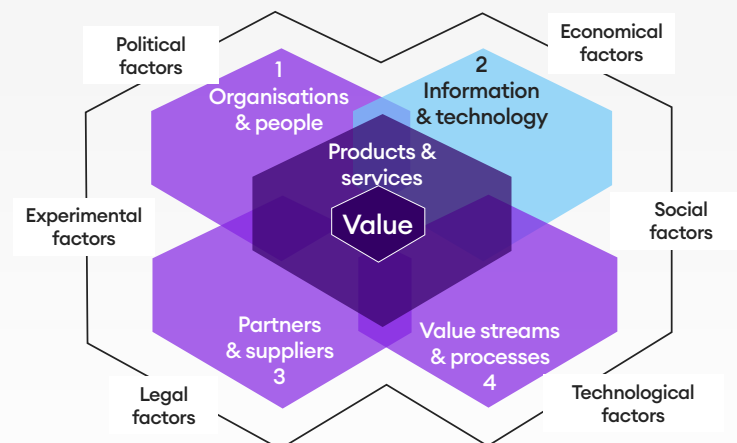 Political
factors
Economical
factors
1
Organisations
& people
2
Information
& technology
Products &
services
Value
Experimental
factors
Social
factors
Partners
& suppliers
3
Value streams
& processes
4
Legal
factors
Technological
factors